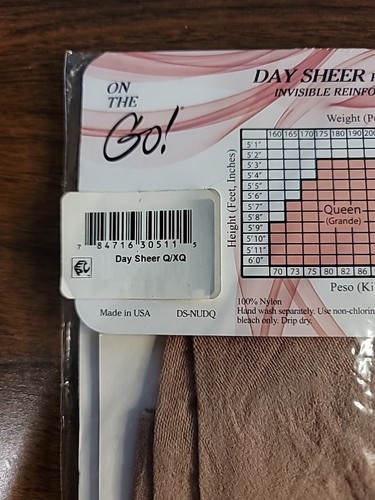 ON
THE
Go!
DAY SHEER
INVISIBLE REINFO
Weight (Po
160 165 170 175 180 190 200
Height (Feet, Inches)
5'1"
5'2"
5'3"
5'4"
5'5"
5'6"
5'7"
5'8"
5'9"
5'10"
5'11"
6'0"
Queen
(Grande)
70 73 75 80 82 86
Peso (Ki
7 84716 30511 5
Day Sheer Q/XQ
Made in USA DS-NUDQ
100% Nylon
Hand wash separately. Use non-chlorin
bleach only. Drip dry.